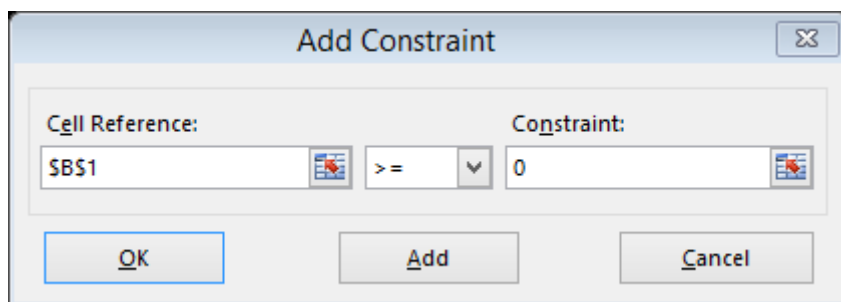 Add Constraint
Cell Reference: Constraint:
$B$1 >= 0
OK Add Cancel